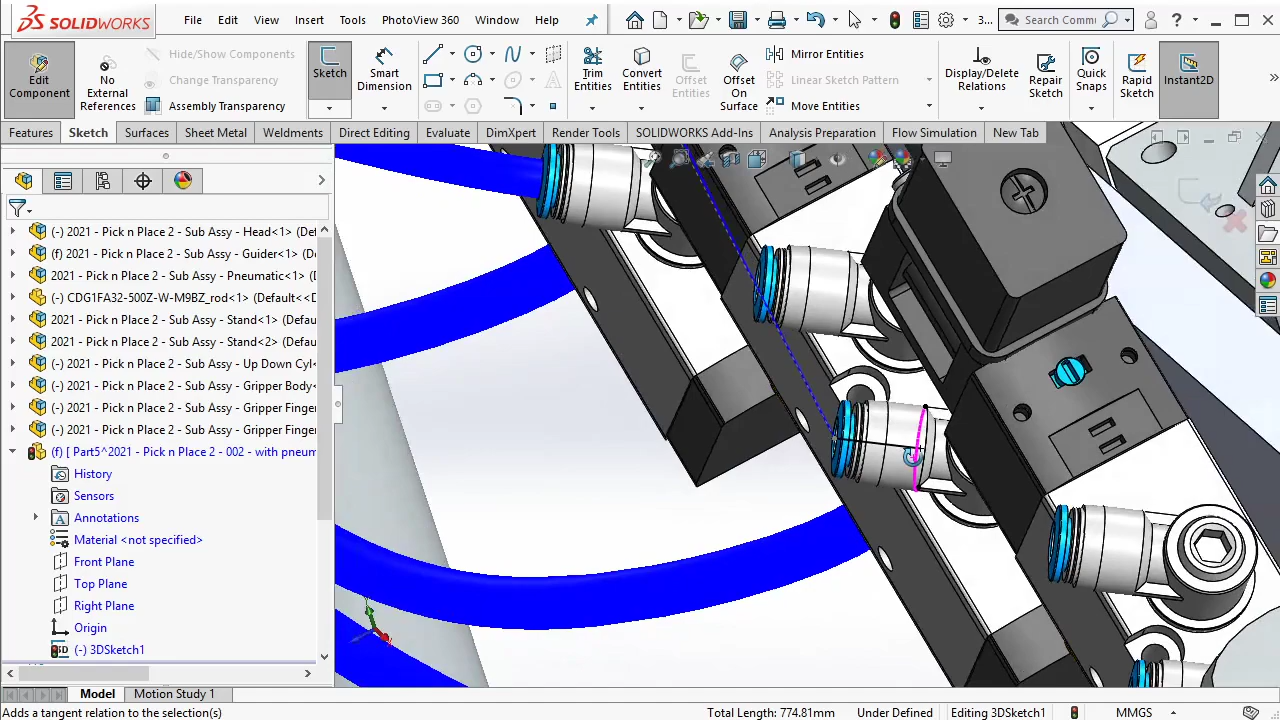 SOLIDWORKS
File
Edit
View
Insert
Tools
PhotoView 360
Window
Help
3...
Search Commi
?
Edit Component
No External References
Hide/Show Components
Change Transparency
Assembly Transparency
Sketch
Smart Dimension
Trim Entities
Convert Entities
Offset Entities
Offset On Surface
Mirror Entities
Linear Sketch Pattern
Move Entities
Display/Delete Relations
Repair Sketch
Quick Snaps
Rapid Sketch
Instant2D
Features
Sketch
Surfaces
Sheet Metal
Weldments
Direct Editing
Evaluate
DimXpert
Render Tools
SOLIDWORKS Add-Ins
Analysis Preparation
Flow Simulation
New Tab
(-) 2021 - Pick n Place 2 - Sub Assy - Head<1> (Def
(f) 2021 - Pick n Place 2 - Sub Assy - Guider<1> (D
2021 - Pick n Place 2 - Sub Assy - Pneumatic<1> (
(-) CDG1FA32-500Z-W-M9BZ_rod<1> (Default<<D
2021 - Pick n Place 2 - Sub Assy - Stand<1> (Defau
2021 - Pick n Place 2 - Sub Assy - Stand<2> (Defau
(-) 2021 - Pick n Place 2 - Sub Assy - Up Down Cyl
(-) 2021 - Pick n Place 2 - Sub Assy - Gripper Body<
(-) 2021 - Pick n Place 2 - Sub Assy - Gripper Finger
(-) 2021 - Pick n Place 2 - Sub Assy - Gripper Finger
(f) [ Part5^2021 - Pick n Place 2 - 002 - with pneum
History
Sensors
Annotations
Material <not specified>
Front Plane
Top Plane
Right Plane
Origin
(-) 3DSketch1
Model
Motion Study 1
Adds a tangent relation to the selection(s)
Total Length: 774.81mm
Under Defined
Editing 3DSketch1
MMGS